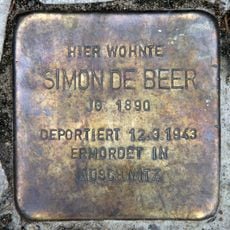 HIER WOHNTE
SIMON DE BEER
JG. 1890
DEPORTIERT 12.3.1943
ERMORDET IN
AUSCHWITZ